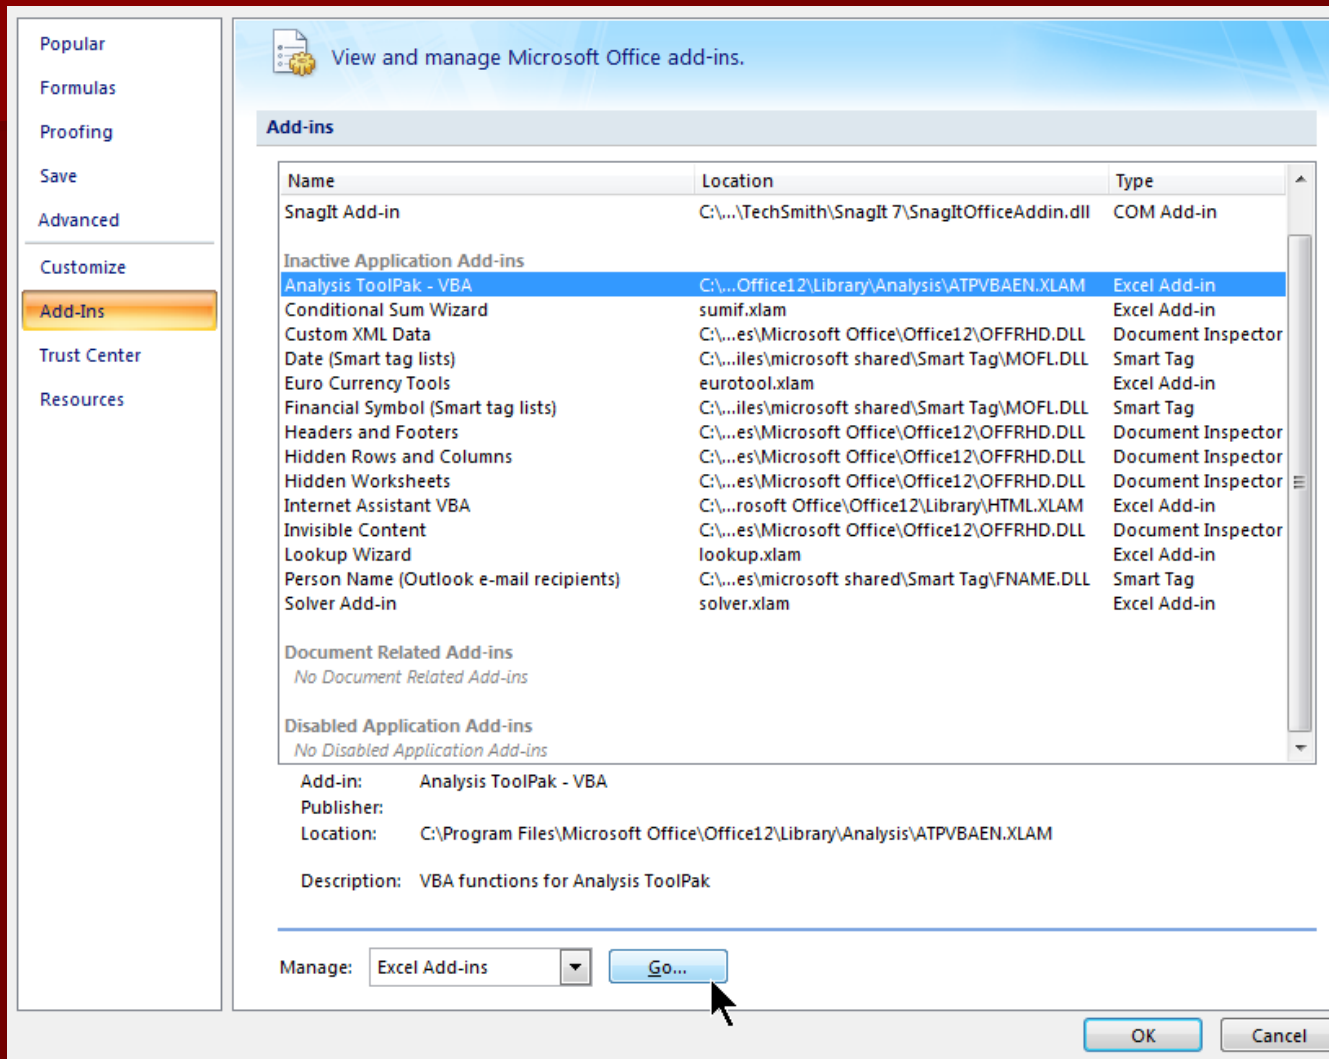 Popular
Formulas
Proofing
Save
Advanced
Customize
Add-Ins
Trust Center
Resources
View and manage Microsoft Office add-ins.
Add-ins
Name Location Type
SnagIt Add-in C:\...\TechSmith\SnagIt 7\SnagItOfficeAddin.dll COM Add-in
Inactive Application Add-ins
Analysis ToolPak - VBA C:\...Office12\Library\Analysis\ATPVBAEN.XLAM Excel Add-in
Conditional Sum Wizard sumif.xlam Excel Add-in
Custom XML Data C:\...es\Microsoft Office\Office12\OFFRHD.DLL Document Inspector
Date (Smart tag lists) C:\...iles\microsoft shared\Smart Tag\MOFL.DLL Smart Tag
Euro Currency Tools eurotool.xlam Excel Add-in
Financial Symbol (Smart tag lists) C:\...iles\microsoft shared\Smart Tag\MOFL.DLL Smart Tag
Headers and Footers C:\...es\Microsoft Office\Office12\OFFRHD.DLL Document Inspector
Hidden Rows and Columns C:\...es\Microsoft Office\Office12\OFFRHD.DLL Document Inspector
Hidden Worksheets C:\...es\Microsoft Office\Office12\OFFRHD.DLL Document Inspector
Internet Assistant VBA C:\...rosoft Office\Office12\Library\HTML.XLAM Excel Add-in
Invisible Content C:\...es\Microsoft Office\Office12\OFFRHD.DLL Document Inspector
Lookup Wizard lookup.xlam Excel Add-in
Person Name (Outlook e-mail recipients) C:\...es\microsoft shared\Smart Tag\FNAME.DLL Smart Tag
Solver Add-in solver.xlam Excel Add-in
Document Related Add-ins
No Document Related Add-ins
Disabled Application Add-ins
No Disabled Application Add-ins
Add-in: Analysis ToolPak - VBA
Publisher:
Location: C:\Program Files\Microsoft Office\Office12\Library\Analysis\ATPVBAEN.XLAM
Description: VBA functions for Analysis ToolPak
Manage: Excel Add-ins Go...
OK Cancel